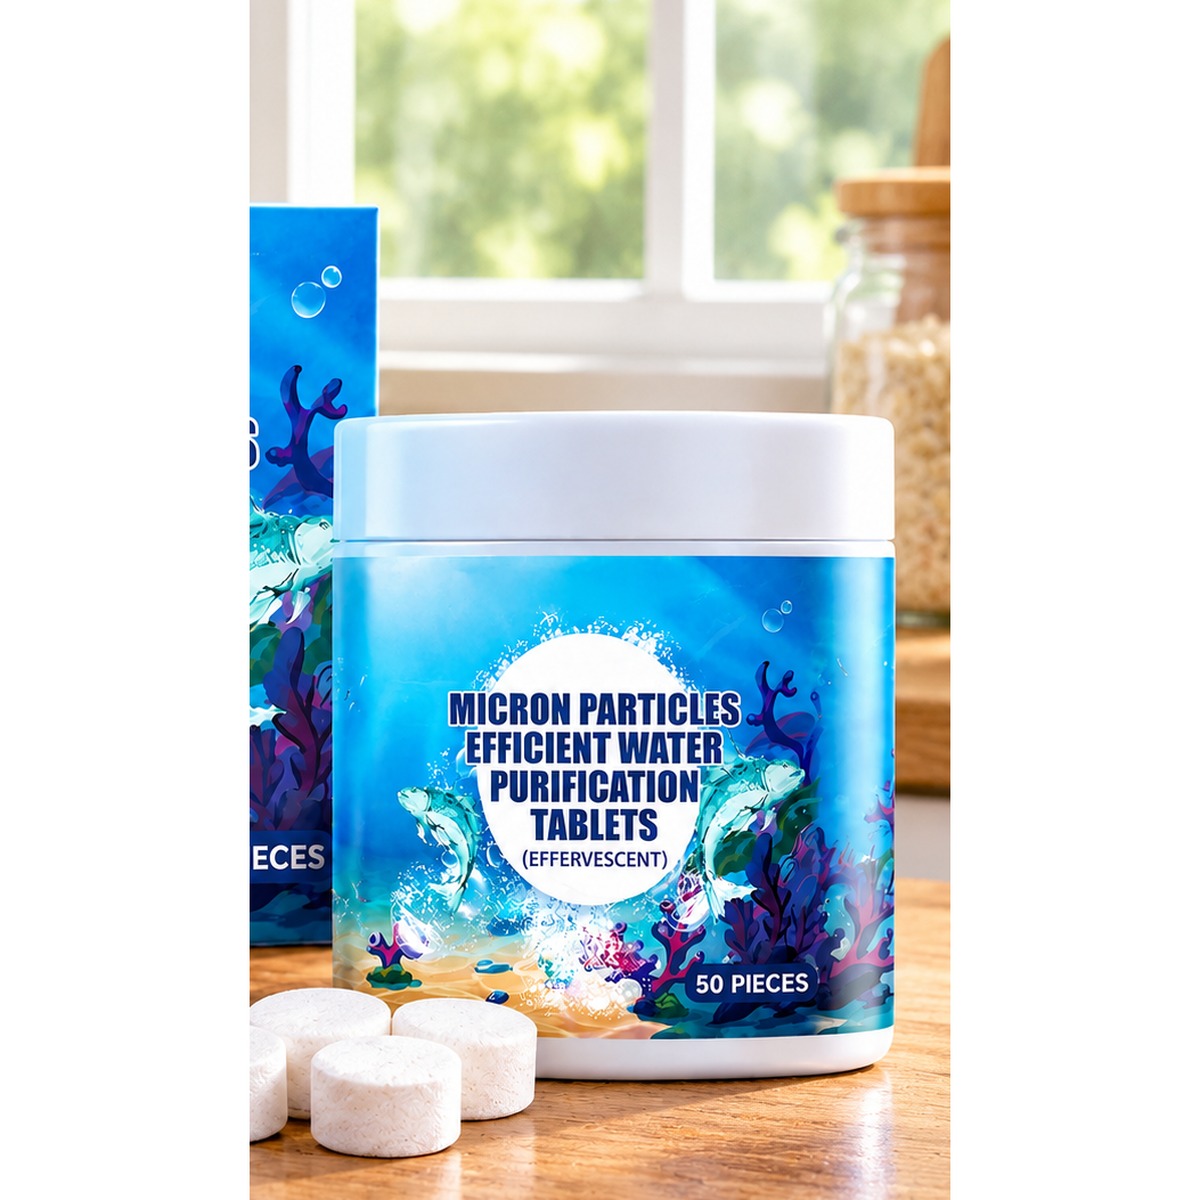 MICRON PARTICLES
EFFICIENT WATER
PURIFICATION
TABLETS
(EFFERVESCENT)
50 PIECES
ECES